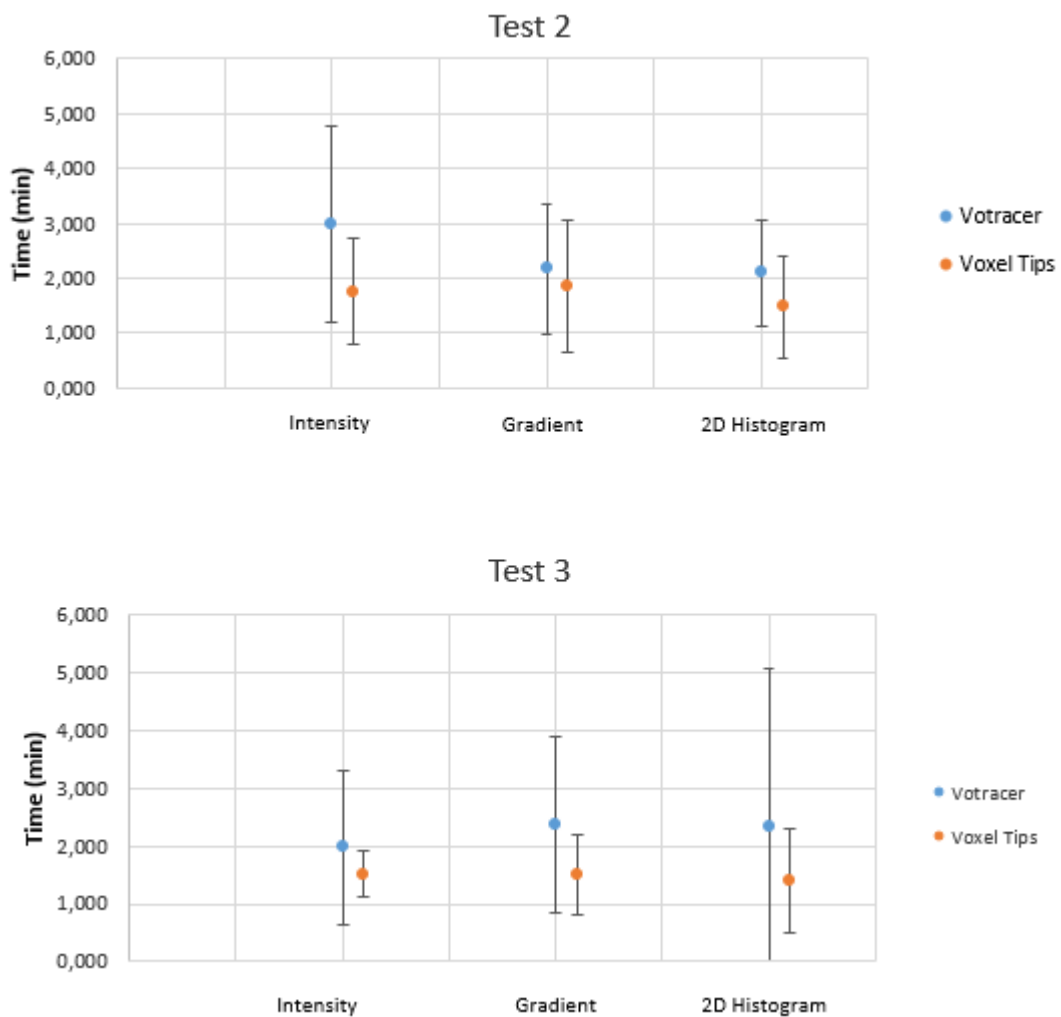 Test 2
Time (min)
6,000
5,000
4,000
3,000
2,000
1,000
0,000
Intensity Gradient 2D Histogram
Votracer
Voxel Tips
Test 3
Time (min)
6,000
5,000
4,000
3,000
2,000
1,000
0,000
Intensity Gradient 2D Histogram
Votracer
Voxel Tips